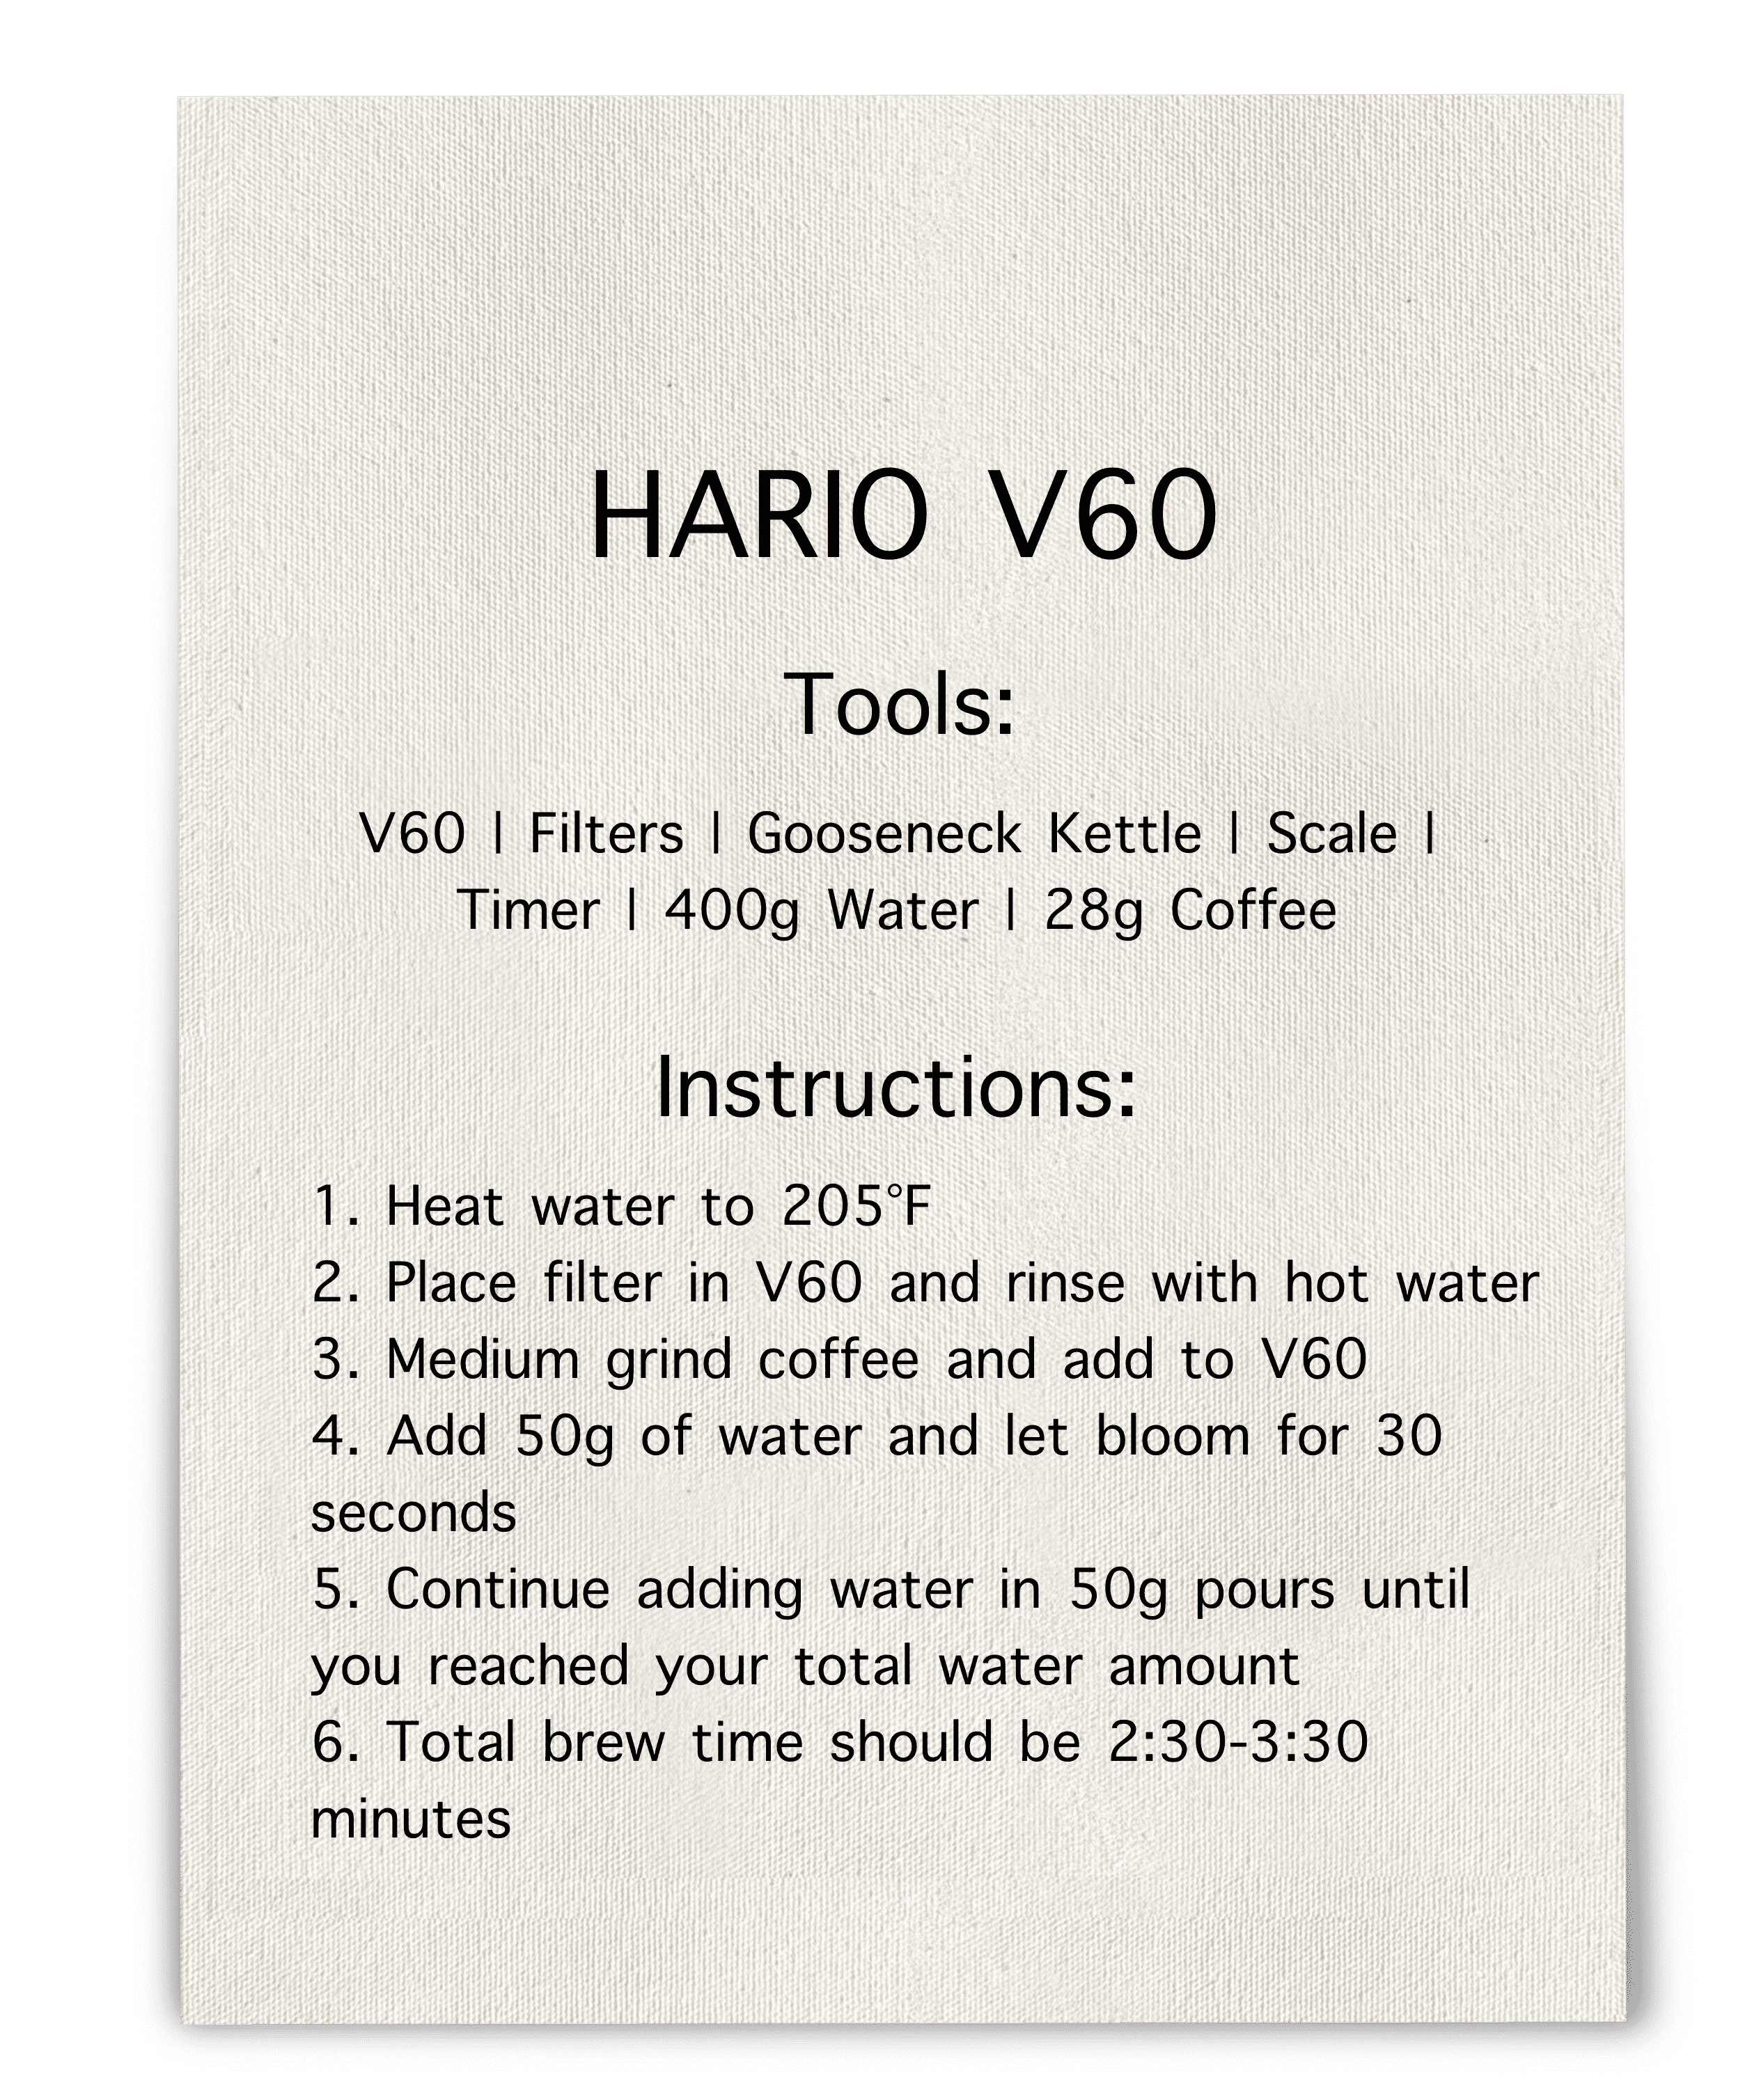 HARIO V60
Tools:
V60 | Filters | Gooseneck Kettle | Scale |
Timer | 400g Water | 28g Coffee
Instructions:
1. Heat water to 205°F
2. Place filter in V60 and rinse with hot water
3. Medium grind coffee and add to V60
4. Add 50g of water and let bloom for 30
seconds
5. Continue adding water in 50g pours until
you reached your total water amount
6. Total brew time should be 2:30-3:30
minutes